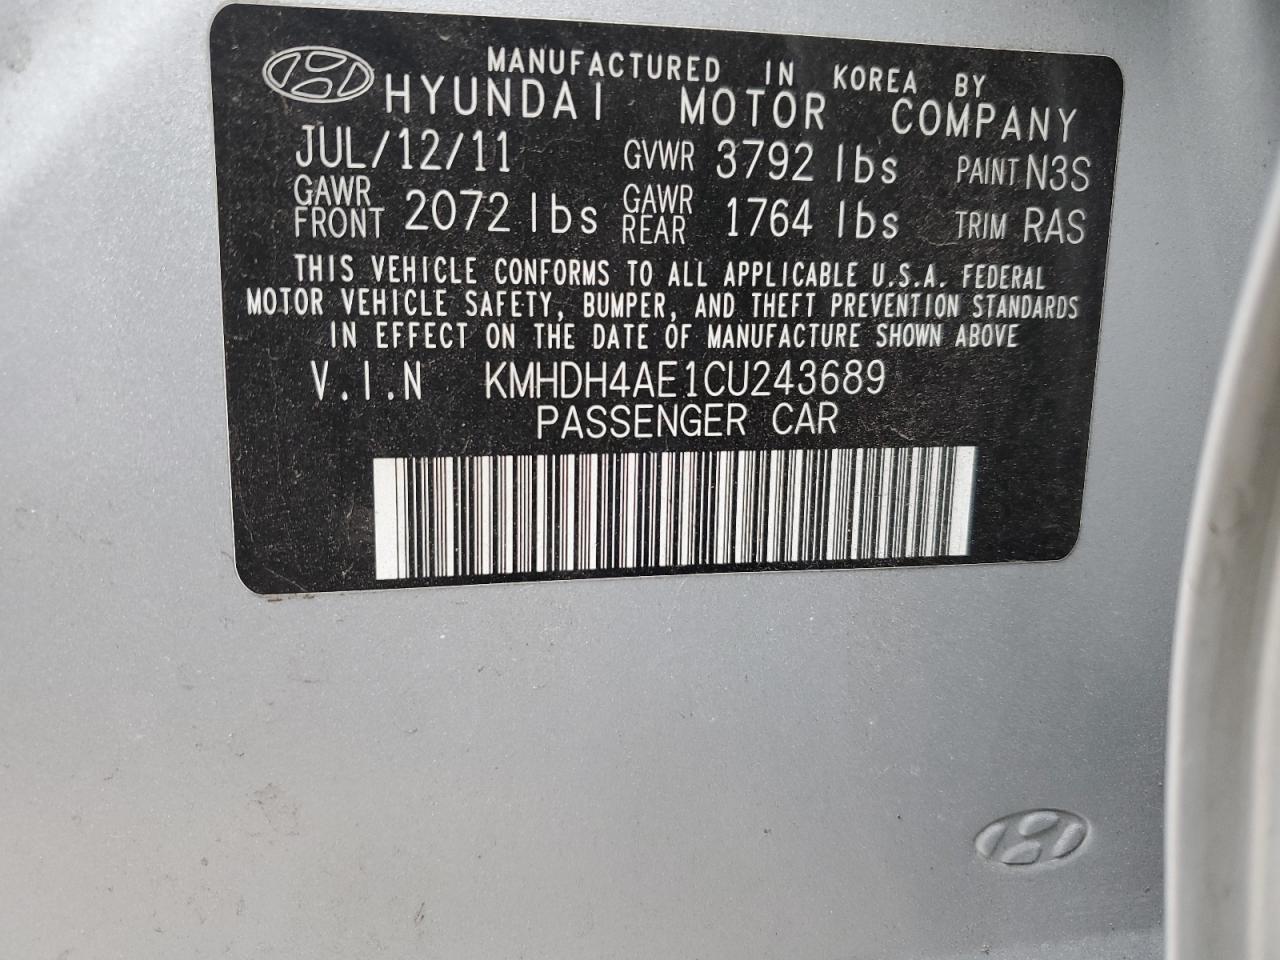 MANUFACTURED IN KOREA BY
HYUNDAI MOTOR COMPANY
JUL/12/11 GVWR 3792 lbs PAINT N3S
GAWR FRONT 2072 lbs GAWR REAR 1764 lbs TRIM RAS
THIS VEHICLE CONFORMS TO ALL APPLICABLE U.S.A. FEDERAL
MOTOR VEHICLE SAFETY, BUMPER, AND THEFT PREVENTION STANDARDS
IN EFFECT ON THE DATE OF MANUFACTURE SHOWN ABOVE
V.I.N KMHDH4AE1CU243689
PASSENGER CAR